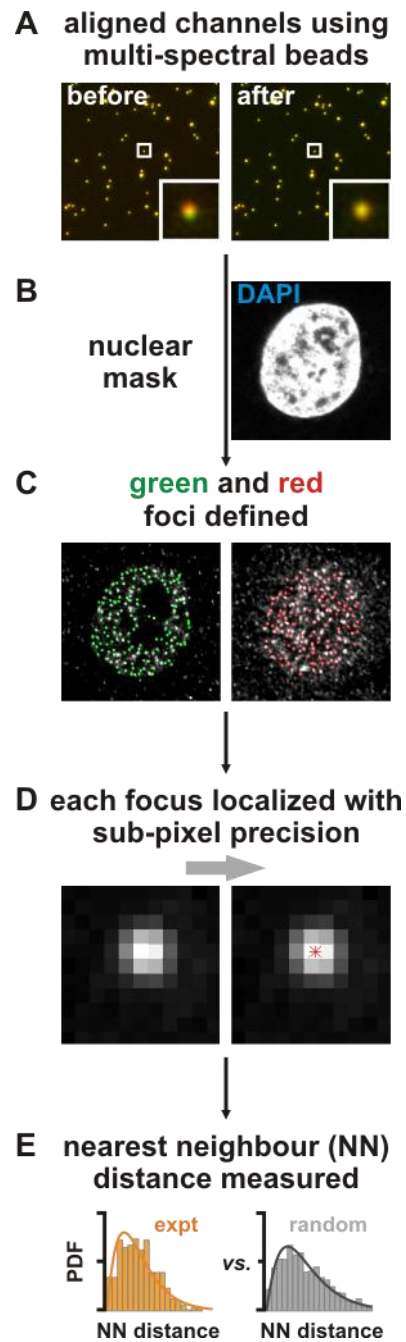 A aligned channels using
multi-spectral beads
before after
B DAPI
nuclear
mask
C green and red
foci defined
D each focus localized with
sub-pixel precision
E nearest neighbour (NN)
distance measured
PDF expt vs. random
NN distance NN distance